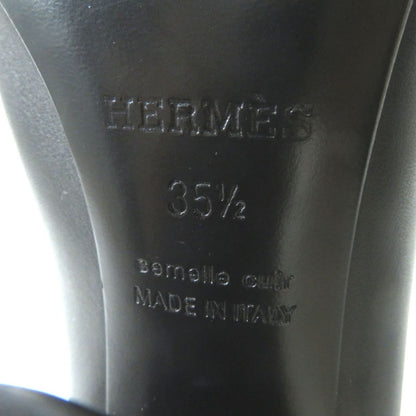 HERMÈS
35½
semelle cuir
MADE IN ITALY